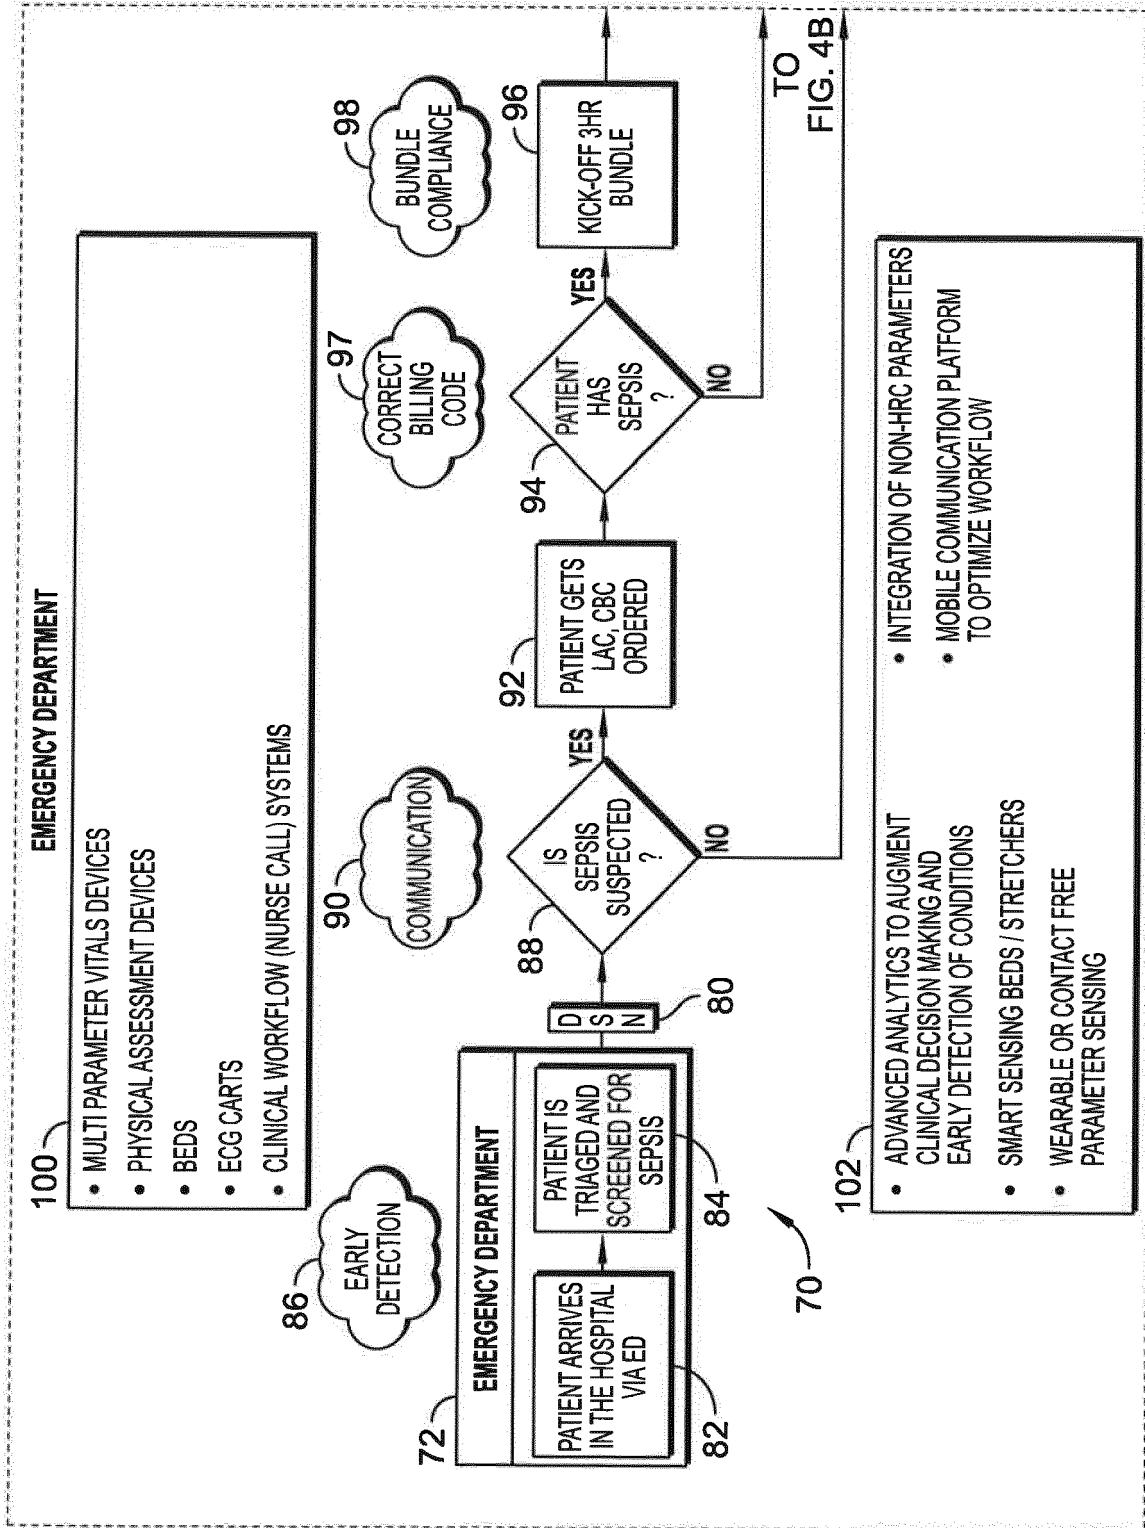 EMERGENCY DEPARTMENT
100
• MULTI PARAMETER VITALS DEVICES
• PHYSICAL ASSESSMENT DEVICES
• BEDS
• ECG CARTS
• CLINICAL WORKFLOW (NURSE CALL) SYSTEMS
86
EARLY
DETECTION
90
COMMUNICATION
97
CORRECT
BILLING
CODE
98
BUNDLE
COMPLIANCE
72
EMERGENCY DEPARTMENT
PATIENT ARRIVES
IN THE HOSPITAL
VIA ED
82
PATIENT IS
TRIAGED AND
SCREENED FOR
SEPSIS
84
D
S
N
80
88
IS
SEPSIS
SUSPECTED
?
YES
NO
92
PATIENT GETS
LAC, CBC
ORDERED
94
PATIENT
HAS
SEPSIS
?
YES
NO
96
KICK-OFF 3HR
BUNDLE
TO
FIG. 4B
70
102
• ADVANCED ANALYTICS TO AUGMENT
CLINICAL DECISION MAKING AND
EARLY DETECTION OF CONDITIONS
• SMART SENSING BEDS / STRETCHERS
• WEARABLE OR CONTACT FREE
PARAMETER SENSING
• INTEGRATION OF NON-HRC PARAMETERS
• MOBILE COMMUNICATION PLATFORM
TO OPTIMIZE WORKFLOW